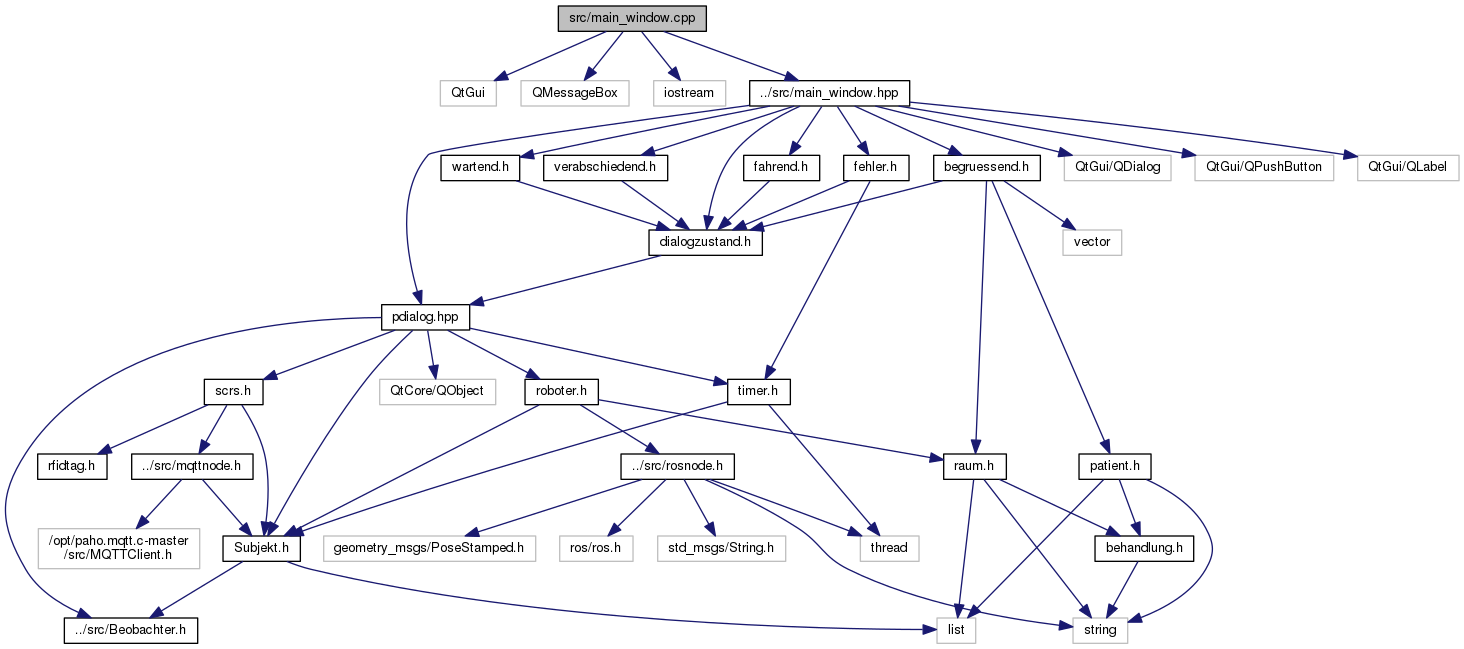 src/main_window.cpp
QtGui
QMessageBox
iostream
../src/main_window.hpp
wartend.h
verabschiedend.h
fahrend.h
fehler.h
begruessend.h
QtGui/QDialog
QtGui/QPushButton
QtGui/QLabel
dialogzustand.h
vector
pdialog.hpp
scrs.h
QtCore/QObject
roboter.h
timer.h
rfidtag.h
../src/mqttnode.h
../src/rosnode.h
raum.h
patient.h
/opt/paho.mqtt.c-master
/src/MQTTClient.h
Subjekt.h
geometry_msgs/PoseStamped.h
ros/ros.h
std_msgs/String.h
thread
behandlung.h
../src/Beobachter.h
list
string